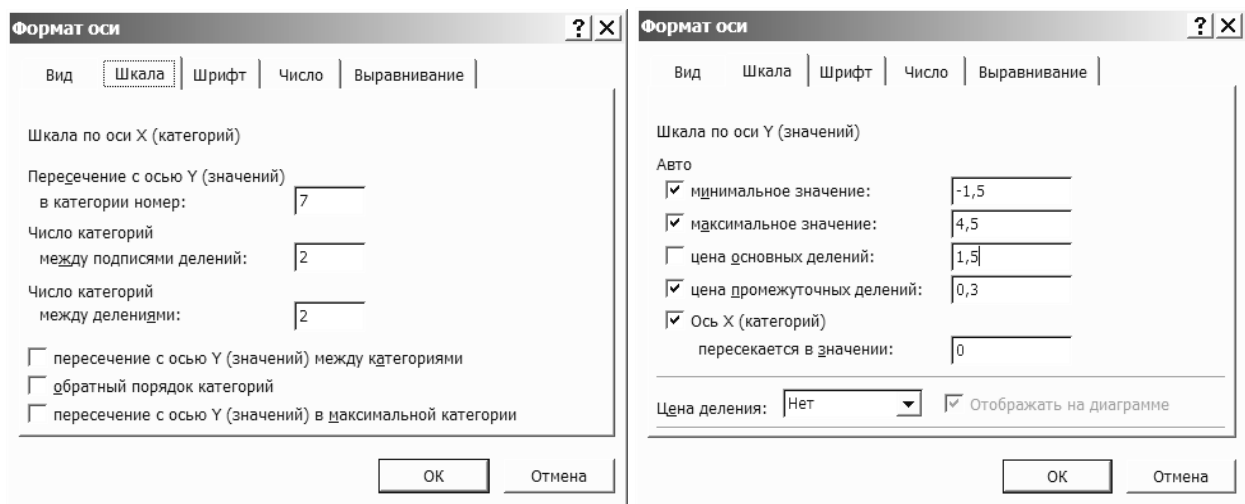 Формат оси
? X
Вид Шкала Шрифт Число Выравнивание
Шкала по оси X (категорий)
Пересечение с осью Y (значений)
в категории номер: 7
Число категорий
между подписями делений: 2
Число категорий
между делениями: 2
пересечение с осью Y (значений) между категориями
обратный порядок категорий
пересечение с осью Y (значений) в максимальной категории
ОК Отмена
Формат оси
? X
Вид Шкала Шрифт Число Выравнивание
Шкала по оси Y (значений)
Авто
минимальное значение: -1,5
максимальное значение: 4,5
цена основных делений: 1,5
цена промежуточных делений: 0,3
Ось X (категорий)
пересекается в значении: 0
Цена деления: Нет Отображать на диаграмме
ОК Отмена